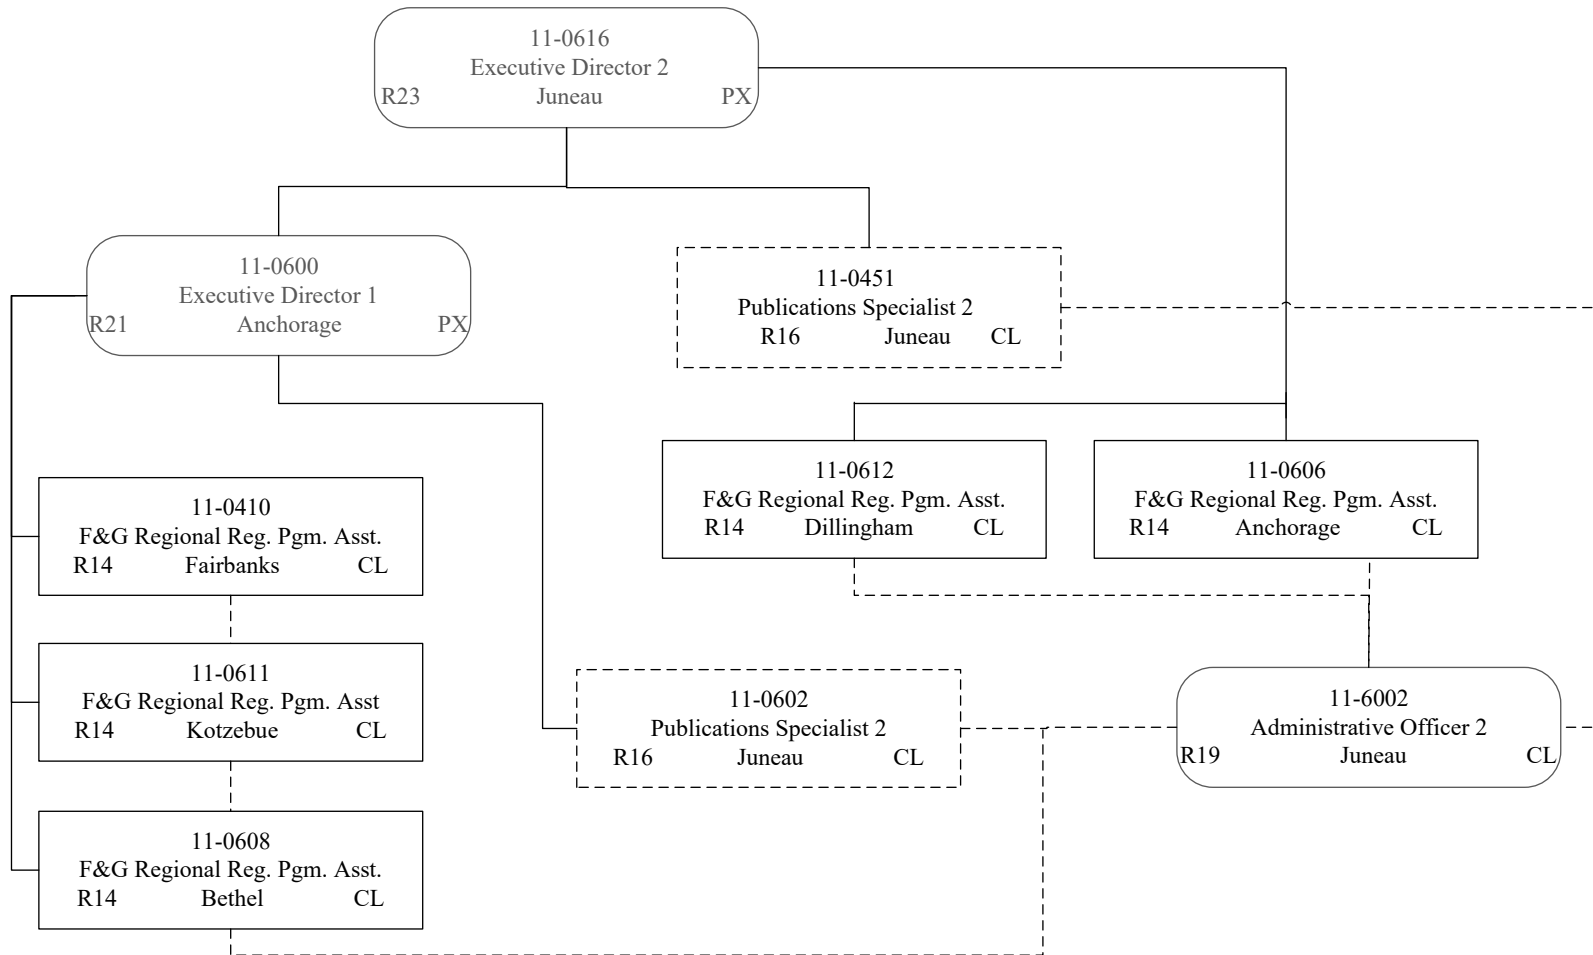 11-0616
Executive Director 2
R23 Juneau PX
11-0600
Executive Director 1
R21 Anchorage PX
11-0451
Publications Specialist 2
R16 Juneau CL
11-0612
F&G Regional Reg. Pgm. Asst.
R14 Dillingham CL
11-0606
F&G Regional Reg. Pgm. Asst.
R14 Anchorage CL
11-0410
F&G Regional Reg. Pgm. Asst.
R14 Fairbanks CL
11-0611
F&G Regional Reg. Pgm. Asst
R14 Kotzebue CL
11-0602
Publications Specialist 2
R16 Juneau CL
11-6002
Administrative Officer 2
R19 Juneau CL
11-0608
F&G Regional Reg. Pgm. Asst.
R14 Bethel CL